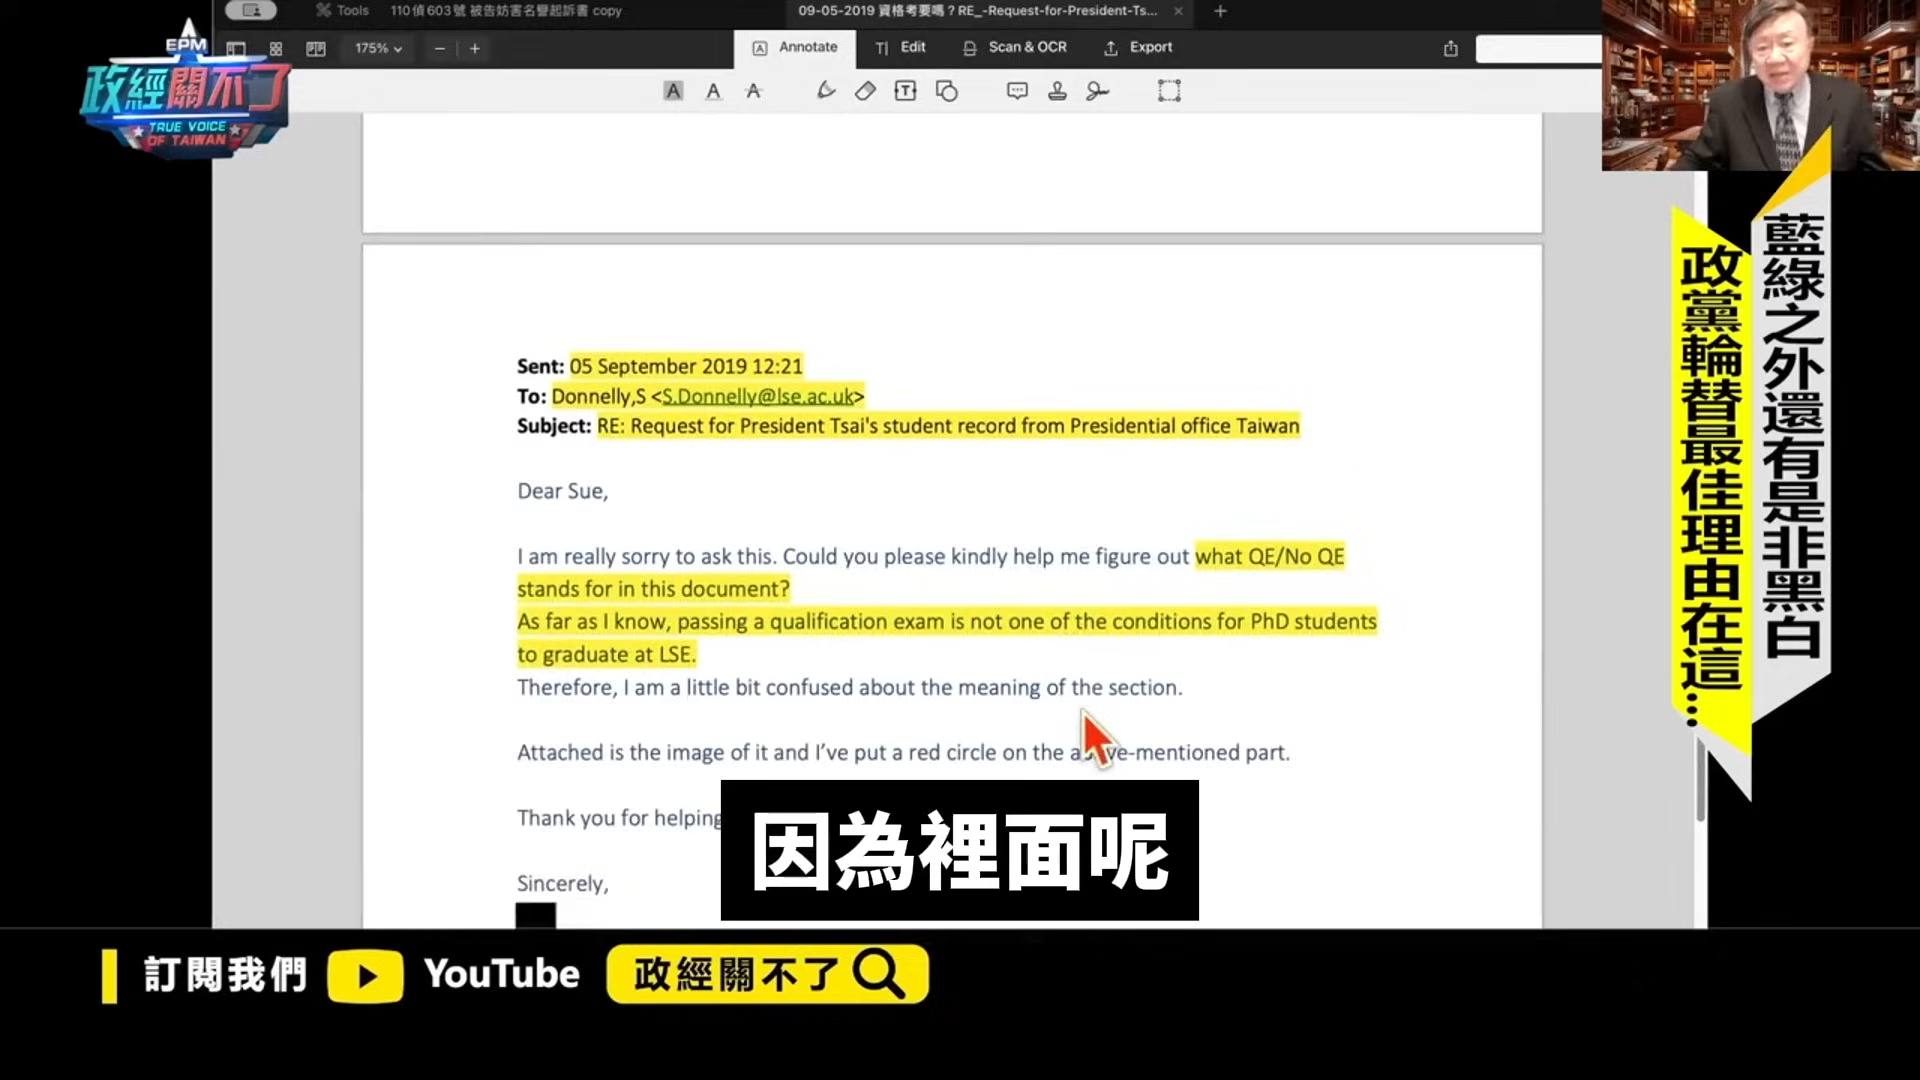 Tools
110偵603號 被告妨害名譽起訴書 copy
09-05-2019 資格考要嗎？RE_-Request-for-President-Ts...
175%
Annotate
Edit
Scan & OCR
Export
EPM
政經關不了
TRUE VOICE
OF TAIWAN
Sent: 05 September 2019 12:21
To: Donnelly,S <S.Donnelly@lse.ac.uk>
Subject: RE: Request for President Tsai's student record from Presidential office Taiwan
Dear Sue,
I am really sorry to ask this. Could you please kindly help me figure out what QE/No QE
stands for in this document?
As far as I know, passing a qualification exam is not one of the conditions for PhD students
to graduate at LSE.
Therefore, I am a little bit confused about the meaning of the section.
Attached is the image of it and I've put a red circle on the above-mentioned part.
Thank you for helping
Sincerely,
藍綠之外還有是非黑白
政黨輪替最佳理由在這...
因為裡面呢
訂閱我們 YouTube 政經關不了